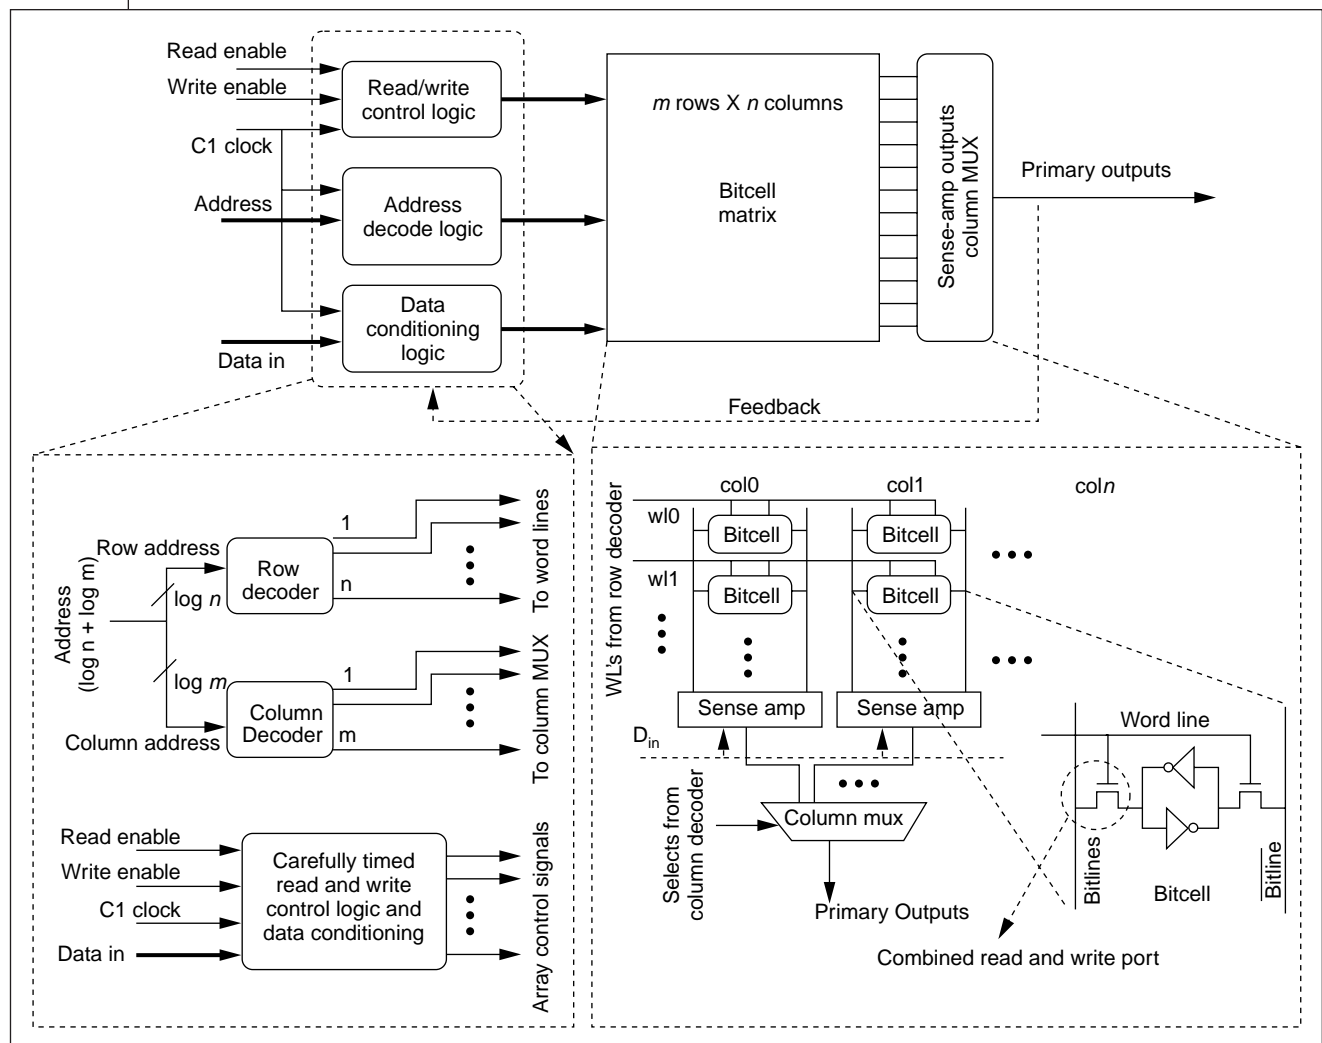 Read enable
Write enable
C1 clock
Address
Data in
Read/write
control logic
Address
decode logic
Data
conditioning
logic
m rows X n columns
Bitcell
matrix
Sense-amp outputs
column MUX
Primary outputs
Feedback
Address
(log n + log m)
Row address
log n
Row
decoder
1
n
To word lines
log m
Column address
Column
Decoder
1
m
To column MUX
Read enable
Write enable
C1 clock
Data in
Carefully timed
read and write
control logic and
data conditioning
Array control signals
WL's from row decoder
col0
col1
coln
wl0
Bitcell
Bitcell
wl1
Bitcell
Bitcell
Sense amp
Sense amp
Din
Selects from
column decoder
Column mux
Primary Outputs
Word line
Bitlines
Bitcell
Bitline
Combined read and write port